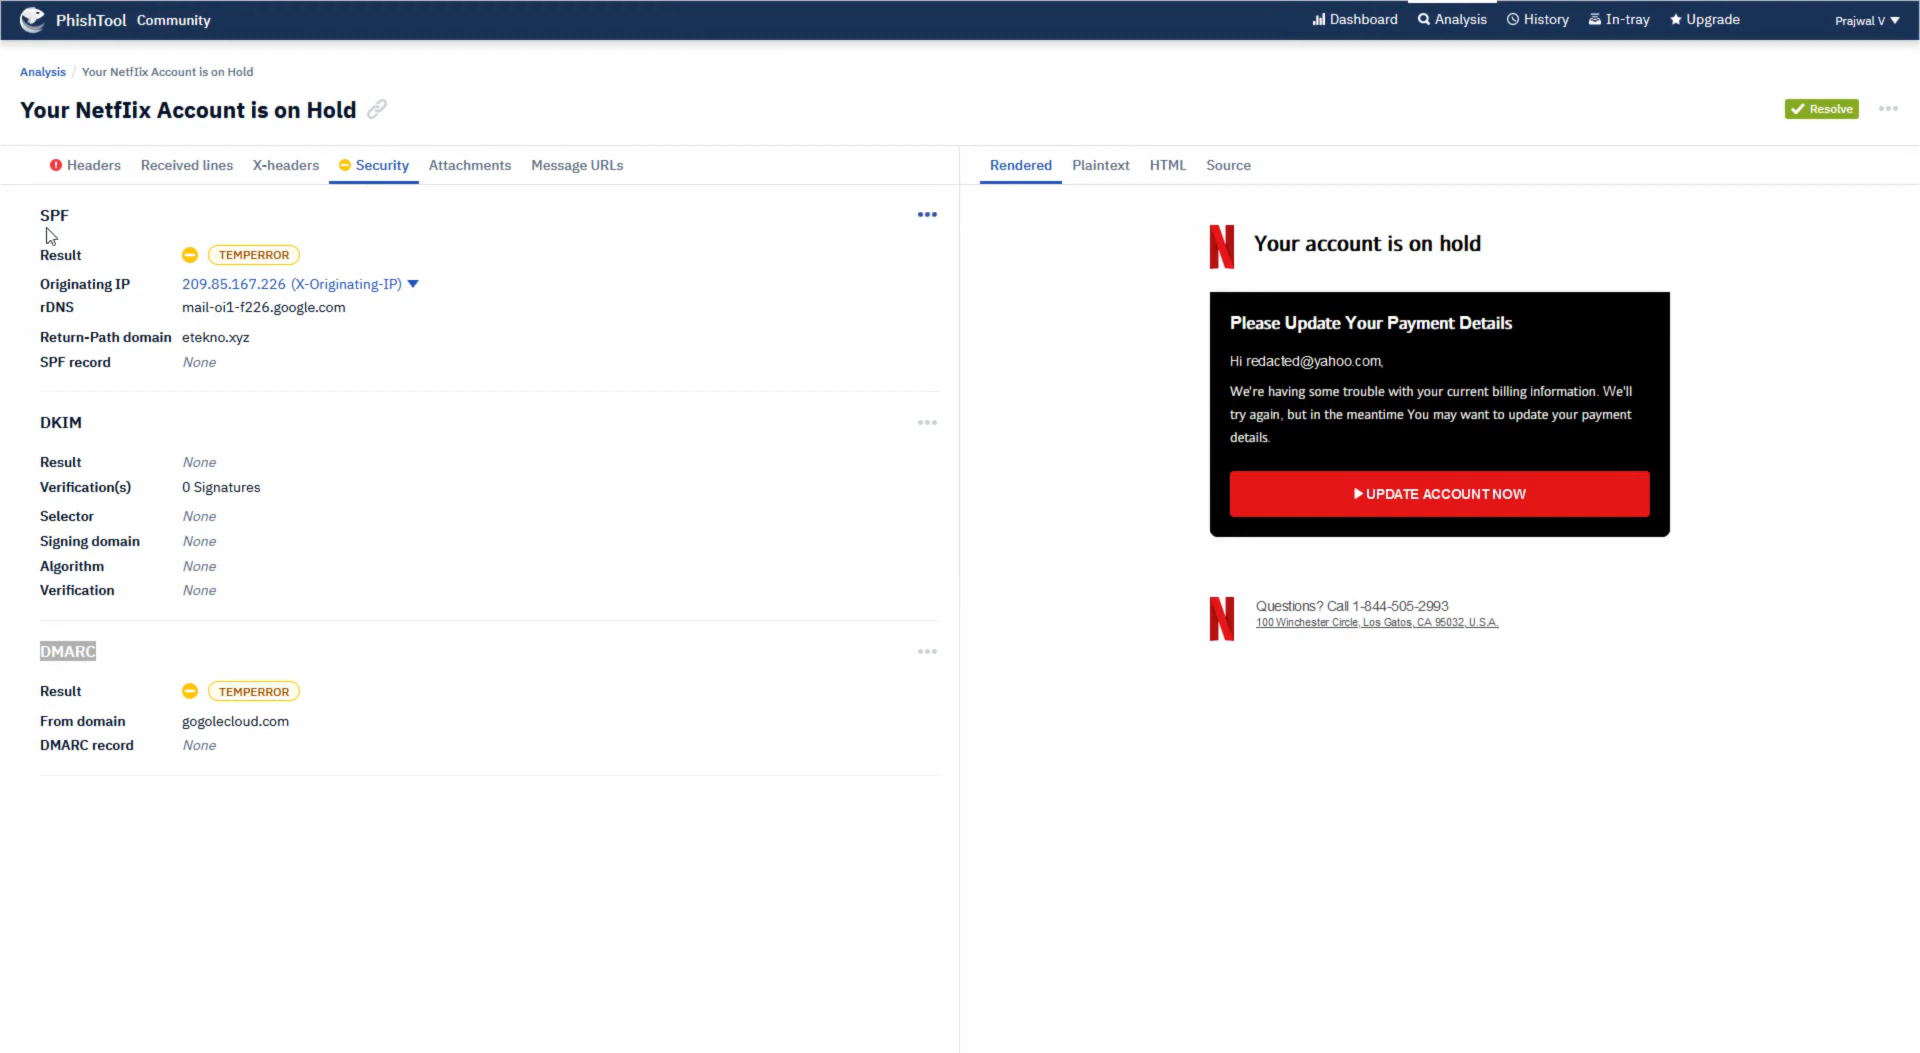 PhishTool Community
Dashboard Analysis History In-tray Upgrade Prajwal V
Analysis / Your NetfIix Account is on Hold
Your NetfIix Account is on Hold
Resolve
Headers Received lines X-headers Security Attachments Message URLs
SPF
Result TEMPERROR
Originating IP 209.85.167.226 (X-Originating-IP)
rDNS mail-oi1-f226.google.com
Return-Path domain etekno.xyz
SPF record None
DKIM
Result None
Verification(s) 0 Signatures
Selector None
Signing domain None
Algorithm None
Verification None
DMARC
Result TEMPERROR
From domain gogolecloud.com
DMARC record None
Rendered Plaintext HTML Source
Your account is on hold
Please Update Your Payment Details
Hi redacted@yahoo.com,
We're having some trouble with your current billing information. We'll
try again, but in the meantime You may want to update your payment
details.
UPDATE ACCOUNT NOW
Questions? Call 1-844-505-2993
100 Winchester Circle, Los Gatos, CA 95032, U.S.A.